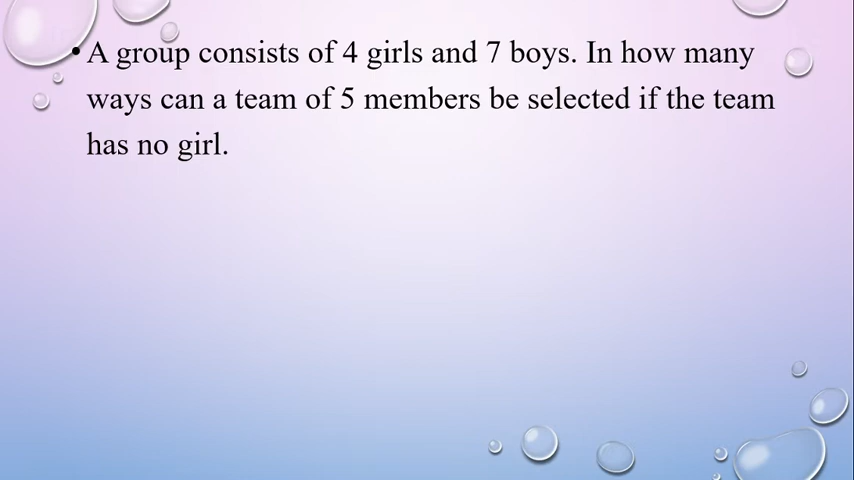 • A group consists of 4 girls and 7 boys. In how many
ways can a team of 5 members be selected if the team
has no girl.